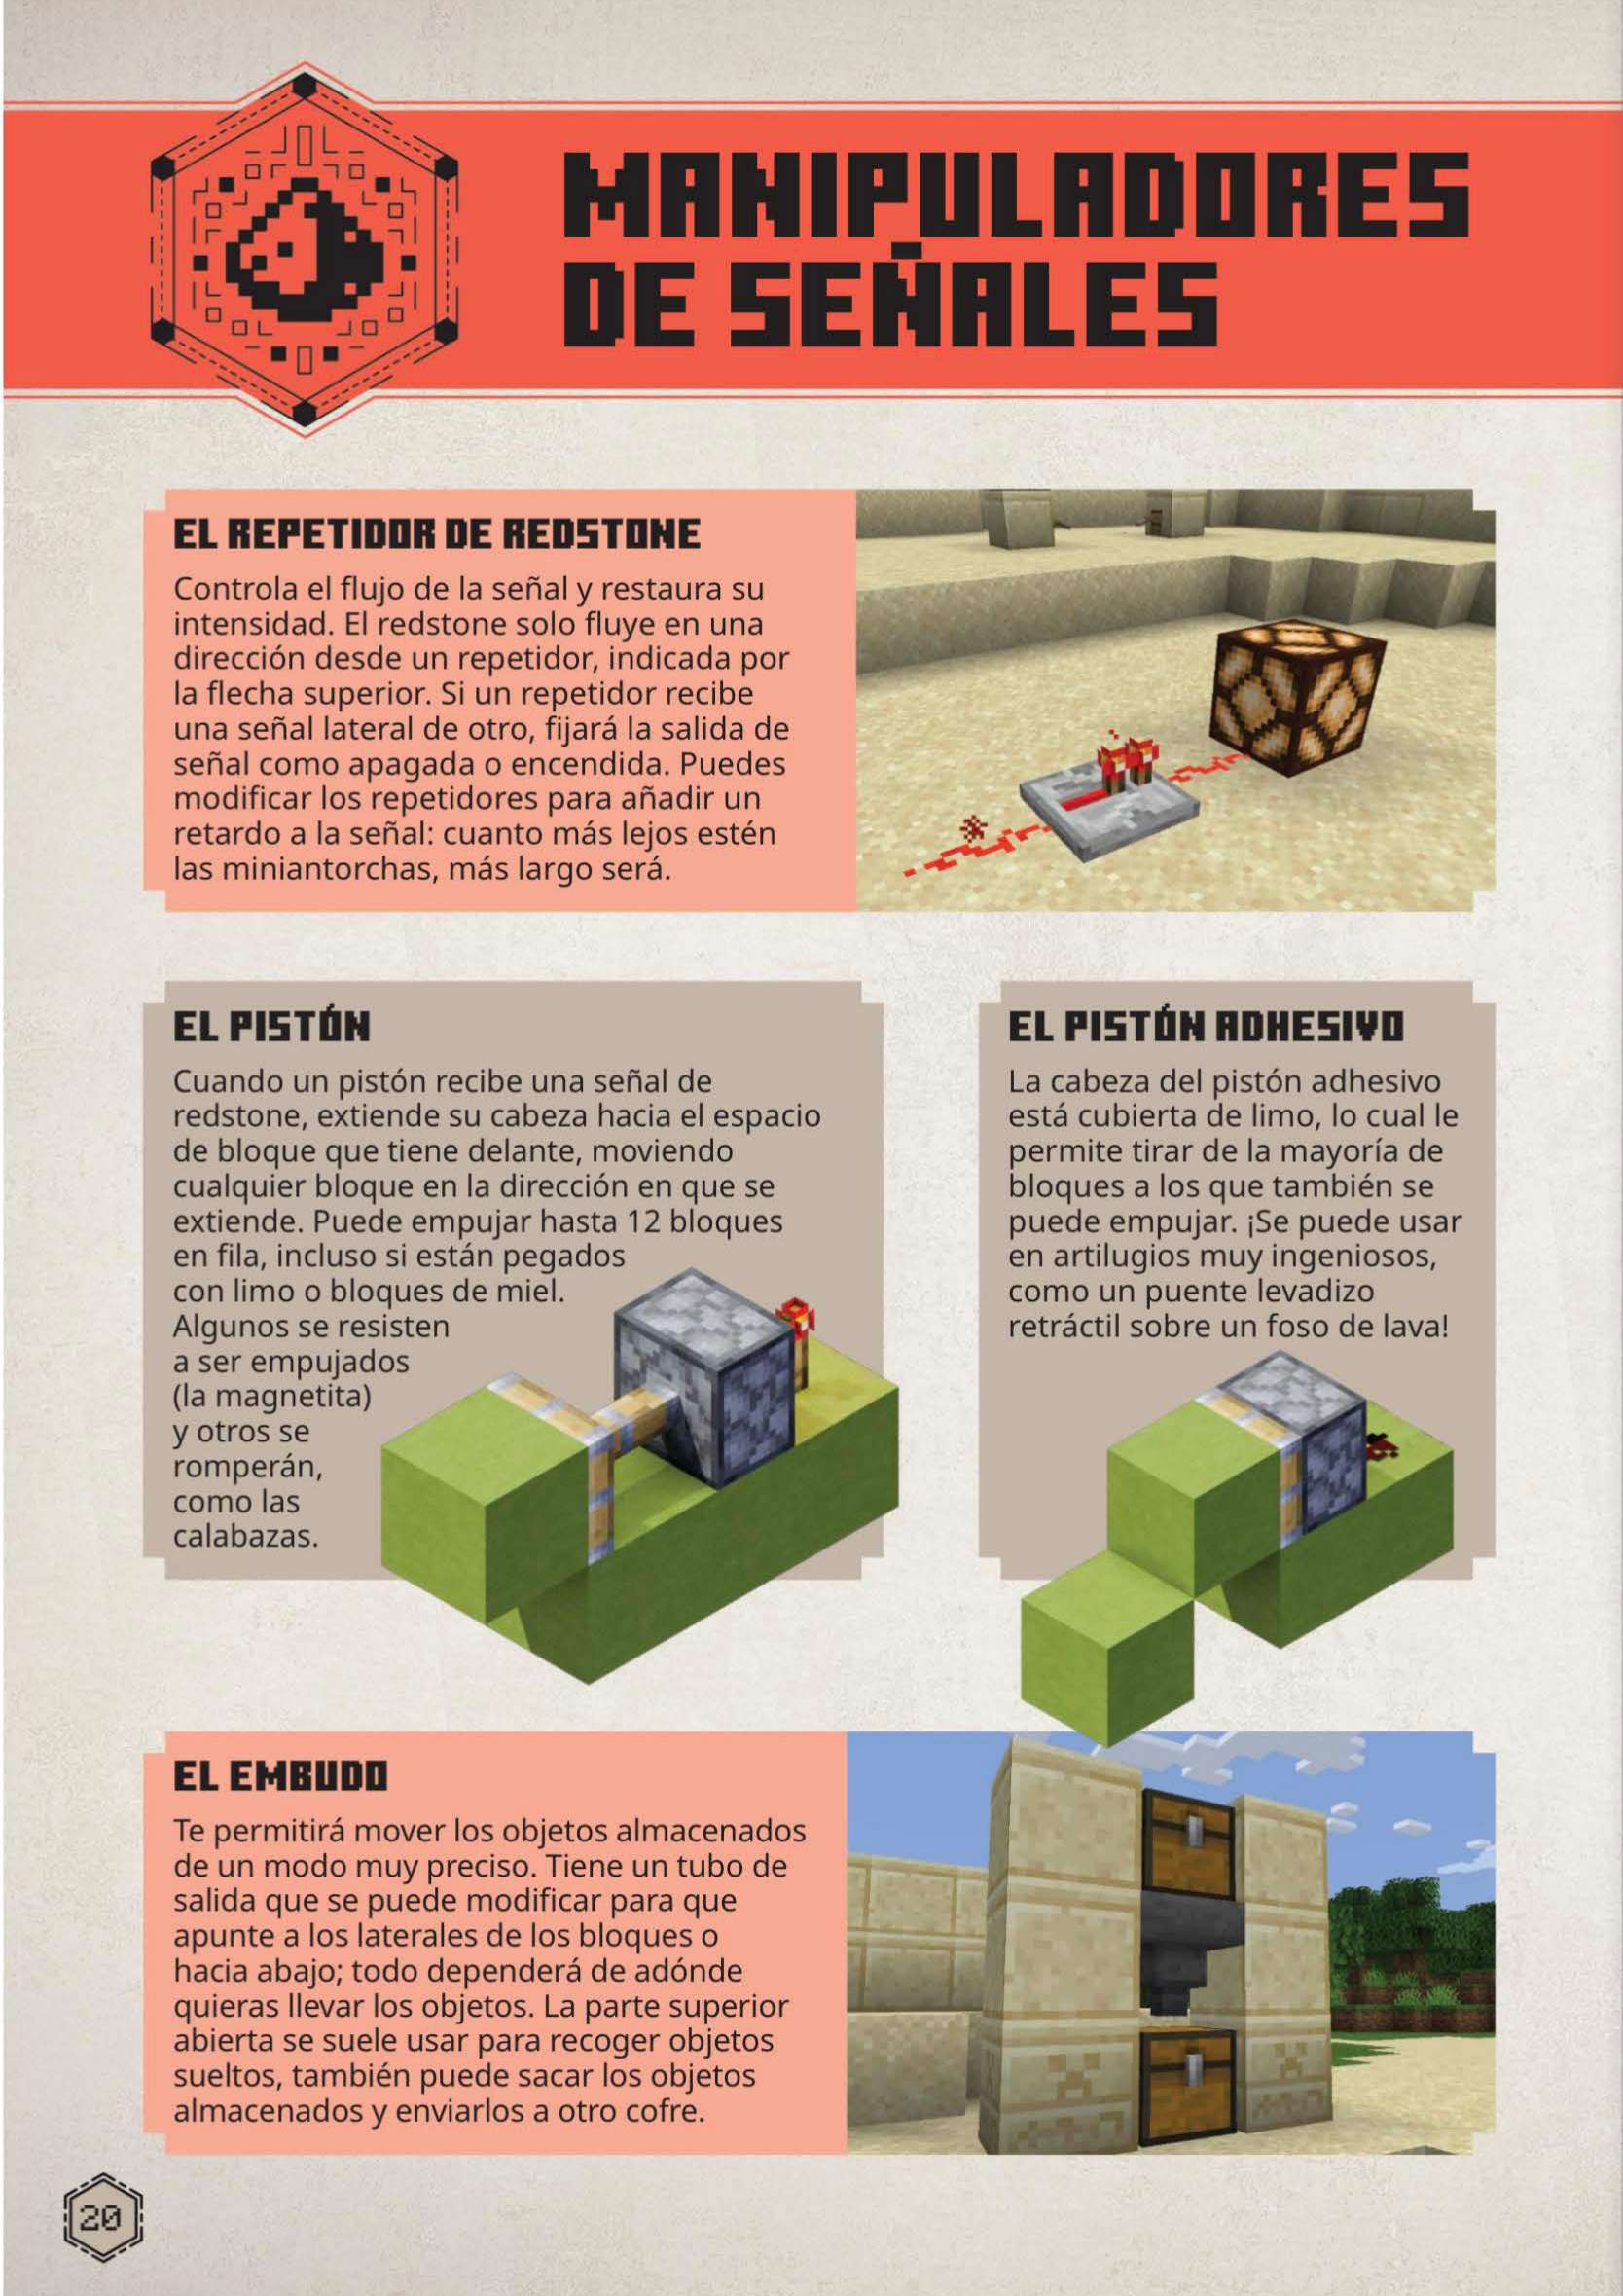 MANIPULADORES
DE SEÑALES
EL REPETIDOR DE REDSTONE
Controla el flujo de la señal y restaura su
intensidad. El redstone solo fluye en una
dirección desde un repetidor, indicada por
la flecha superior. Si un repetidor recibe
una señal lateral de otro, fijará la salida de
señal como apagada o encendida. Puedes
modificar los repetidores para añadir un
retardo a la señal: cuanto más lejos estén
las miniantorchas, más largo será.
EL PISTÓN
Cuando un pistón recibe una señal de
redstone, extiende su cabeza hacia el espacio
de bloque que tiene delante, moviendo
cualquier bloque en la dirección en que se
extiende. Puede empujar hasta 12 bloques
en fila, incluso si están pegados
con limo o bloques de miel.
Algunos se resisten
a ser empujados
(la magnetita)
y otros se
romperán,
como las
calabazas.
EL PISTÓN ADHESIVO
La cabeza del pistón adhesivo
está cubierta de limo, lo cual le
permite tirar de la mayoría de
bloques a los que también se
puede empujar. ¡Se puede usar
en artilugios muy ingeniosos,
como un puente levadizo
retráctil sobre un foso de lava!
EL EMBUDO
Te permitirá mover los objetos almacenados
de un modo muy preciso. Tiene un tubo de
salida que se puede modificar para que
apunte a los laterales de los bloques o
hacia abajo; todo dependerá de adónde
quieras llevar los objetos. La parte superior
abierta se suele usar para recoger objetos
sueltos, también puede sacar los objetos
almacenados y enviarlos a otro cofre.
20